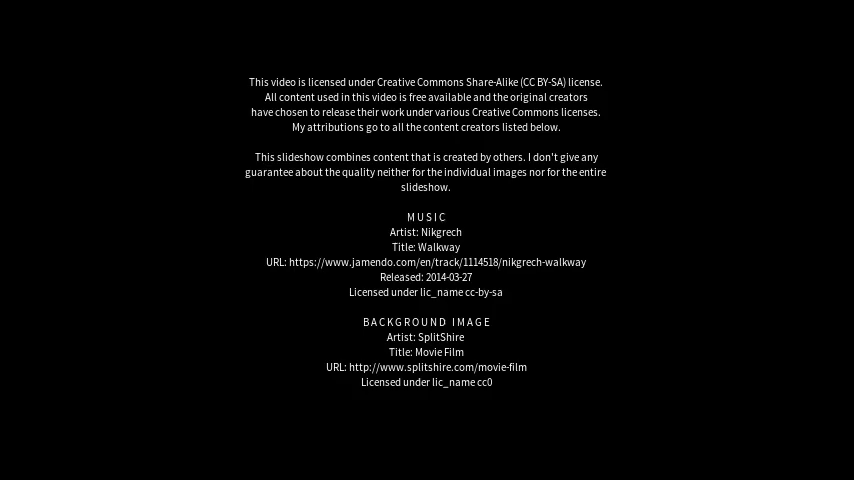 This video is licensed under Creative Commons Share-Alike (CC BY-SA) license.
All content used in this video is free available and the original creators
have chosen to release their work under various Creative Commons licenses.
My attributions go to all the content creators listed below.
This slideshow combines content that is created by others. I don't give any
guarantee about the quality neither for the individual images nor for the entire
slideshow.
MUSIC
Artist: Nikgrech
Title: Walkway
URL: https://www.jamendo.com/en/track/1114518/nikgrech-walkway
Released: 2014-03-27
Licensed under lic_name cc-by-sa
BACKGROUND IMAGE
Artist: SplitShire
Title: Movie Film
URL: http://www.splitshire.com/movie-film
Licensed under lic_name cc0